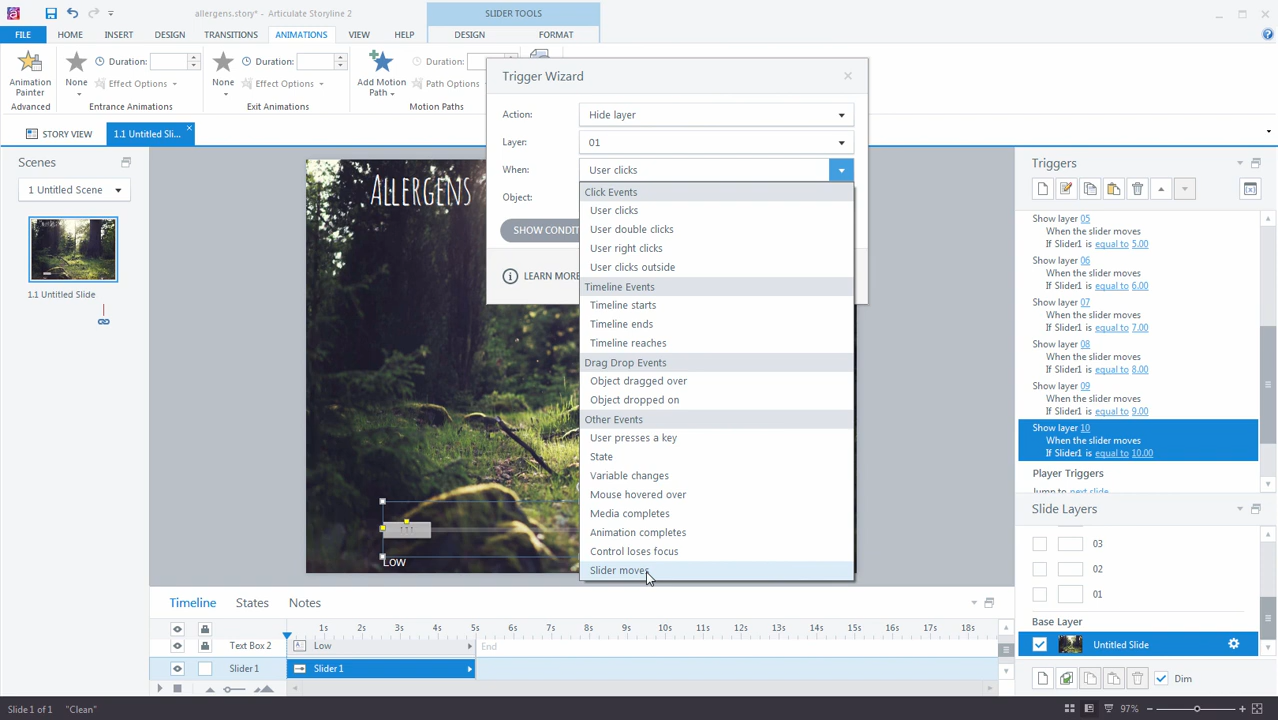 allergens.story* - Articulate Storyline 2
SLIDER TOOLS
FILE
HOME
INSERT
DESIGN
TRANSITIONS
ANIMATIONS
VIEW
HELP
DESIGN
FORMAT
Animation Painter
None
Duration:
Effect Options
None
Duration:
Effect Options
Add Motion Path
Duration:
Path Options
Advanced
Entrance Animations
Exit Animations
Motion Paths
STORY VIEW
1.1 Untitled Sli...
Scenes
1 Untitled Scene
1.1 Untitled Slide
ALLERGENS
LOW
Trigger Wizard
Action:
Hide layer
Layer:
01
When:
User clicks
Object:
SHOW CONDIT
LEARN MORE
Click Events
User clicks
User double clicks
User right clicks
User clicks outside
Timeline Events
Timeline starts
Timeline ends
Timeline reaches
Drag Drop Events
Object dragged over
Object dropped on
Other Events
User presses a key
State
Variable changes
Mouse hovered over
Media completes
Animation completes
Control loses focus
Slider moves
Triggers
Show layer 05
When the slider moves
If Slider1 is equal to 5.00
Show layer 06
When the slider moves
If Slider1 is equal to 6.00
Show layer 07
When the slider moves
If Slider1 is equal to 7.00
Show layer 08
When the slider moves
If Slider1 is equal to 8.00
Show layer 09
When the slider moves
If Slider1 is equal to 9.00
Show layer 10
When the slider moves
If Slider1 is equal to 10.00
Player Triggers
Jump to next slide
Slide Layers
03
02
01
Base Layer
Untitled Slide
Dim
Timeline
States
Notes
1s 2s 3s 4s 5s 6s 7s 8s 9s 10s 11s 12s 13s 14s 15s 16s 17s 18s
Text Box 2
Low
End
Slider 1
Slider 1
Slide 1 of 1
"Clean"
97%